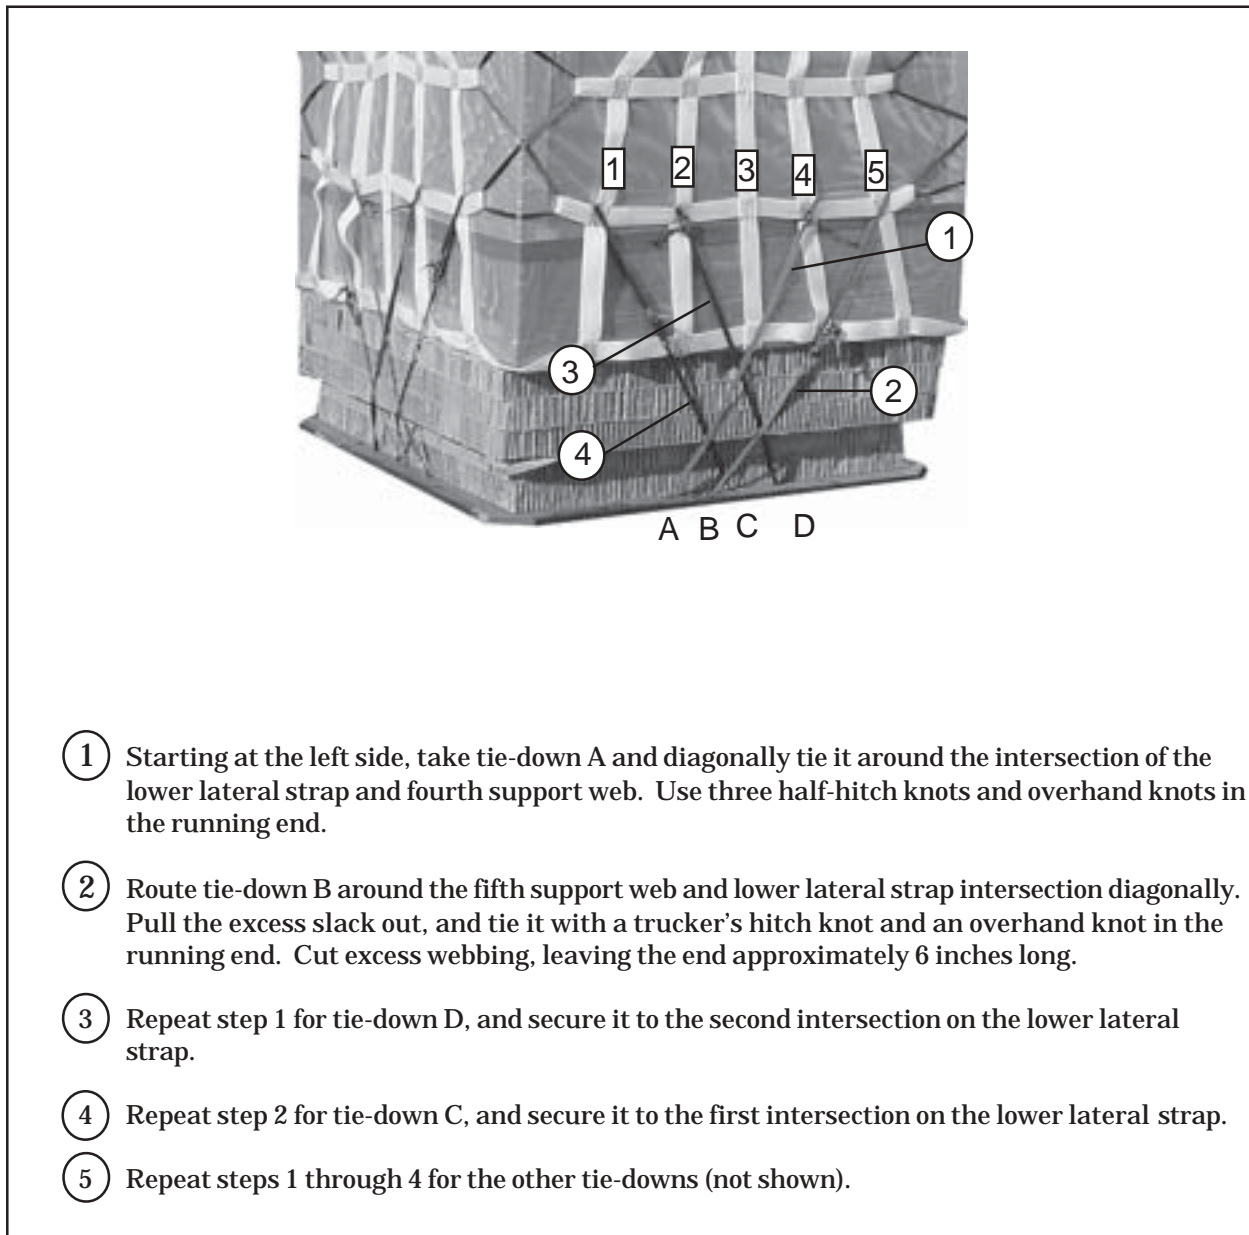 1 2 3 4 5
1
3
2
4
A B C D
1 Starting at the left side, take tie-down A and diagonally tie it around the intersection of the
lower lateral strap and fourth support web. Use three half-hitch knots and overhand knots in
the running end.
2 Route tie-down B around the fifth support web and lower lateral strap intersection diagonally.
Pull the excess slack out, and tie it with a trucker's hitch knot and an overhand knot in the
running end. Cut excess webbing, leaving the end approximately 6 inches long.
3 Repeat step 1 for tie-down D, and secure it to the second intersection on the lower lateral
strap.
4 Repeat step 2 for tie-down C, and secure it to the first intersection on the lower lateral strap.
5 Repeat steps 1 through 4 for the other tie-downs (not shown).